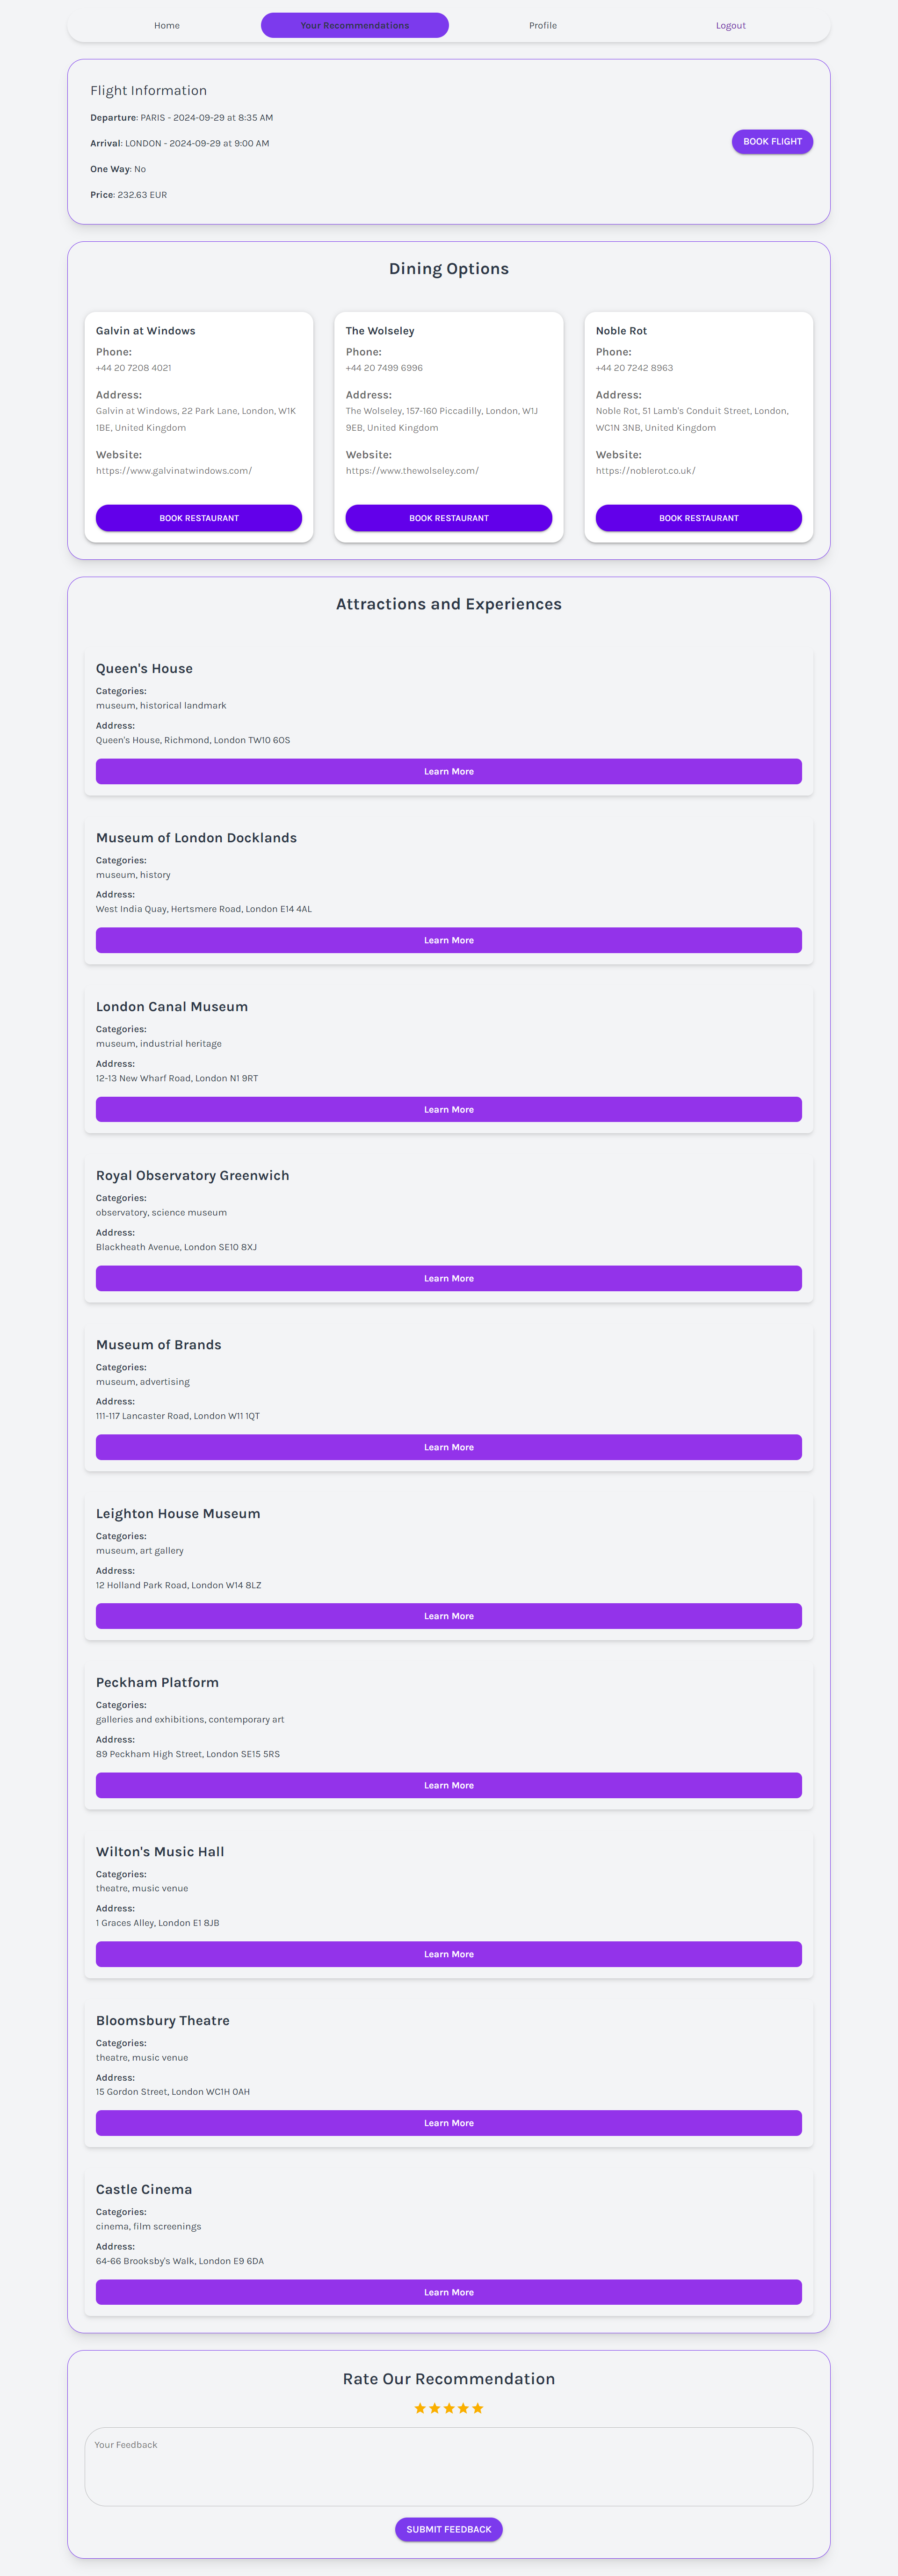 Home
Your Recommendations
Profile
Logout
Flight Information
Departure: PARIS - 2024-09-29 at 8:35 AM
Arrival: LONDON - 2024-09-29 at 9:00 AM
One Way: No
Price: 232.63 EUR
BOOK FLIGHT
Dining Options
Galvin at Windows
Phone:
+44 20 7208 4021
Address:
Galvin at Windows, 22 Park Lane, London, W1K
1BE, United Kingdom
Website:
https://www.galvinatwindows.com/
BOOK RESTAURANT
The Wolseley
Phone:
+44 20 7499 6996
Address:
The Wolseley, 157-160 Piccadilly, London, W1J
9EB, United Kingdom
Website:
https://www.thewolseley.com/
BOOK RESTAURANT
Noble Rot
Phone:
+44 20 7242 8963
Address:
Noble Rot, 51 Lamb's Conduit Street, London,
WC1N 3NB, United Kingdom
Website:
https://noblerot.co.uk/
BOOK RESTAURANT
Attractions and Experiences
Queen's House
Categories:
museum, historical landmark
Address:
Queen's House, Richmond, London TW10 6OS
Learn More
Museum of London Docklands
Categories:
museum, history
Address:
West India Quay, Hertsmere Road, London E14 4AL
Learn More
London Canal Museum
Categories:
museum, industrial heritage
Address:
12-13 New Wharf Road, London N1 9RT
Learn More
Royal Observatory Greenwich
Categories:
observatory, science museum
Address:
Blackheath Avenue, London SE10 8XJ
Learn More
Museum of Brands
Categories:
museum, advertising
Address:
111-117 Lancaster Road, London W11 1QT
Learn More
Leighton House Museum
Categories:
museum, art gallery
Address:
12 Holland Park Road, London W14 8LZ
Learn More
Peckham Platform
Categories:
galleries and exhibitions, contemporary art
Address:
89 Peckham High Street, London SE15 5RS
Learn More
Wilton's Music Hall
Categories:
theatre, music venue
Address:
1 Graces Alley, London E1 8JB
Learn More
Bloomsbury Theatre
Categories:
theatre, music venue
Address:
15 Gordon Street, London WC1H 0AH
Learn More
Castle Cinema
Categories:
cinema, film screenings
Address:
64-66 Brooksby's Walk, London E9 6DA
Learn More
Rate Our Recommendation
Your Feedback
SUBMIT FEEDBACK